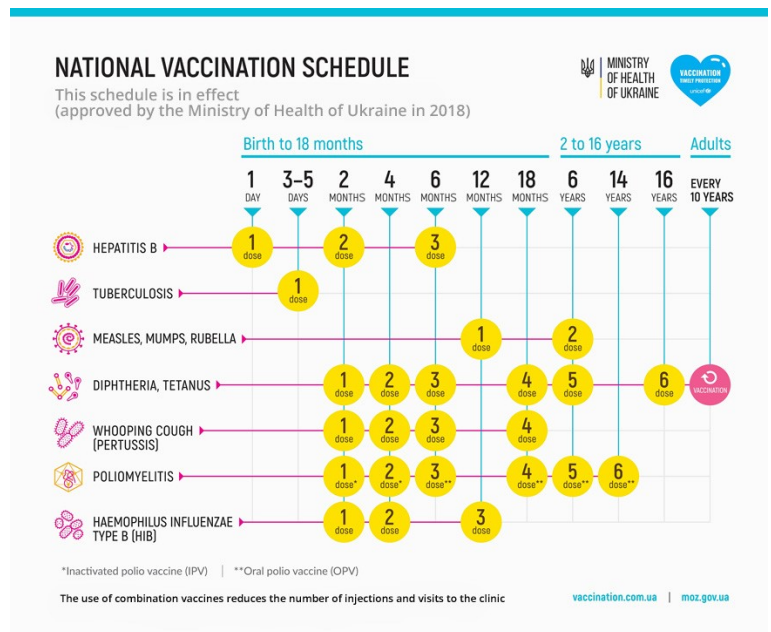 NATIONAL VACCINATION SCHEDULE
This schedule is in effect
(approved by the Ministry of Health of Ukraine in 2018)
MINISTRY
OF HEALTH
OF UKRAINE
VACCINATION
TIMELY PROTECTION
unicef
Birth to 18 months
2 to 16 years
Adults
1 3–5 2 4 6 12 18 6 14 16 EVERY
DAY DAYS MONTHS MONTHS MONTHS MONTHS MONTHS YEARS YEARS YEARS 10 YEARS
HEPATITIS B 1 2 3
dose dose dose
TUBERCULOSIS 1
dose
MEASLES, MUMPS, RUBELLA 1 2
dose dose
DIPHTHERIA, TETANUS 1 2 3 4 5 6
dose dose dose dose dose dose VACCINATION
WHOOPING COUGH 1 2 3 4
(PERTUSSIS) dose dose dose dose
POLIOMYELITIS 1 2 3 4 5 6
dose* dose* dose** dose** dose** dose**
HAEMOPHILUS INFLUENZAE 1 2 3
TYPE B (HIB) dose dose dose
*Inactivated polio vaccine (IPV) | **Oral polio vaccine (OPV)
The use of combination vaccines reduces the number of injections and visits to the clinic
vaccination.com.ua | moz.gov.ua